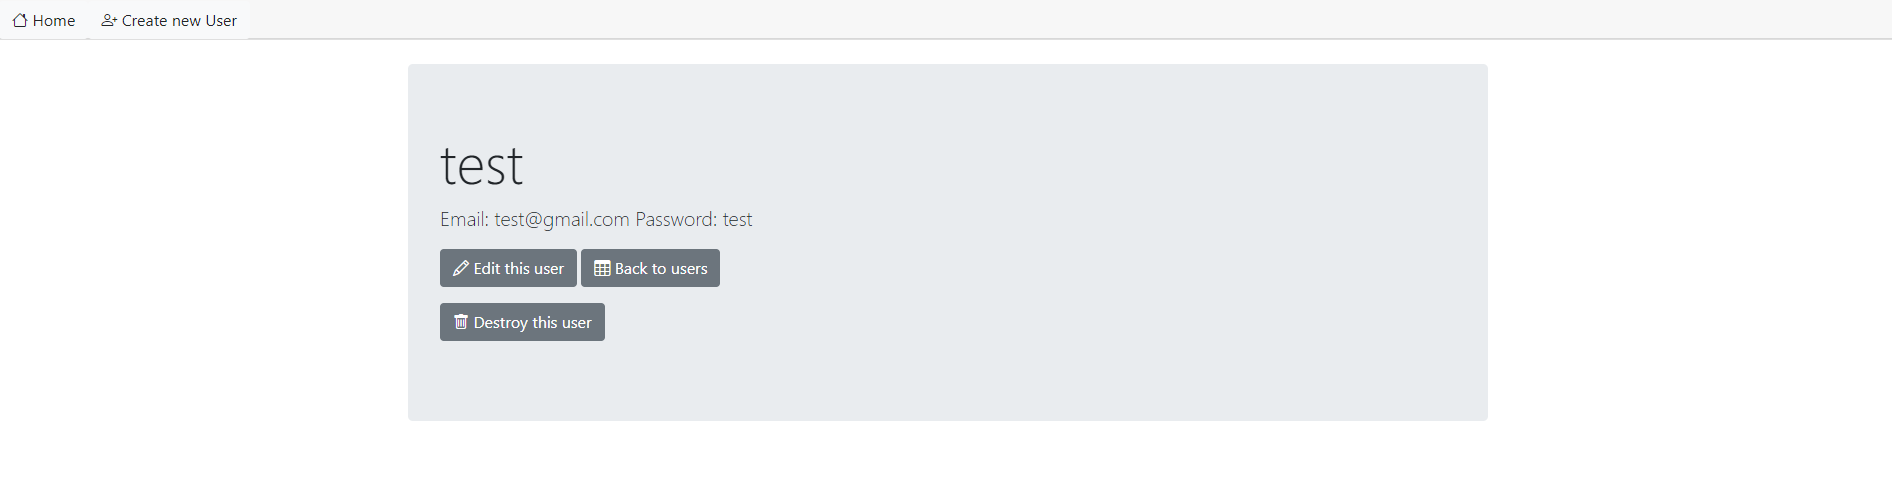 Home Create new User
test
Email: test@gmail.com Password: test
Edit this user Back to users
Destroy this user